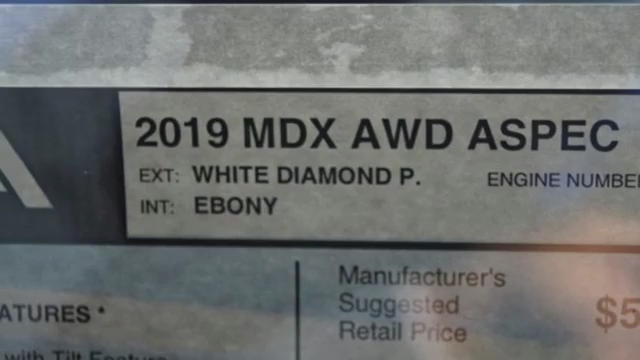 2019 MDX AWD ASPEC
EXT: WHITE DIAMOND P. ENGINE NUMBE
INT: EBONY
Manufacturer's
Suggested
Retail Price
$5
ATURES *
with Tilt Feature